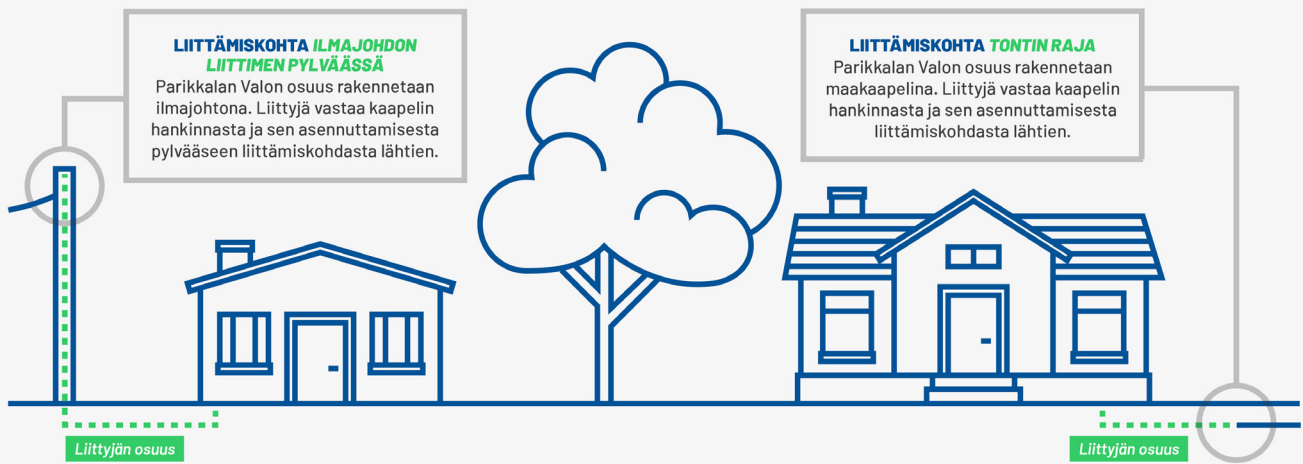 LIITTÄMISKOHTA ILMAJOHDON
LIITTIMEN PYLVÄÄSSÄ
Parikkalan Valon osuus rakennetaan
ilmajohtona. Liittyjä vastaa kaapelin
hankinnasta ja sen asennuttamisesta
pylvääseen liittämiskohdasta lähtien.
LIITTÄMISKOHTA TONTIN RAJA
Parikkalan Valon osuus rakennetaan
maakaapelina. Liittyjä vastaa kaapelin
hankinnasta ja sen asennuttamisesta
liittämiskohdasta lähtien.
Liittyjän osuus
Liittyjän osuus